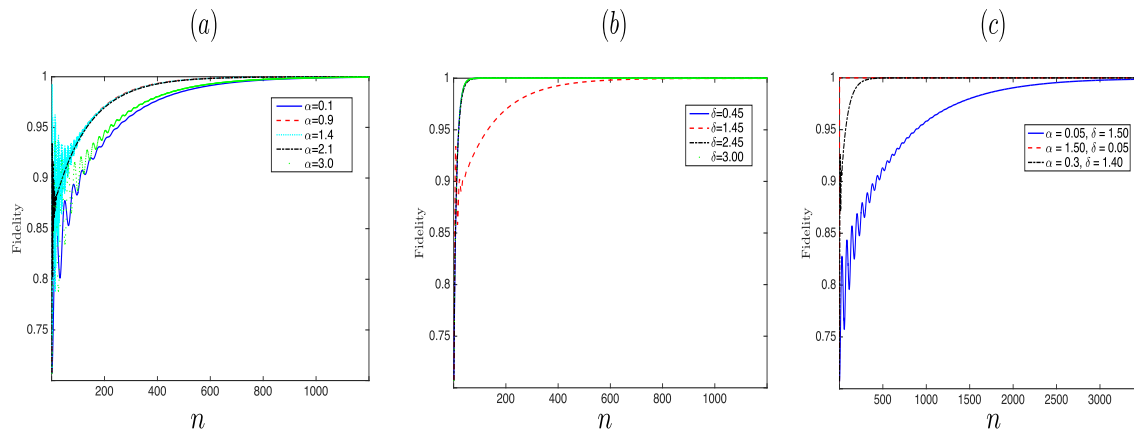 (a)
1
0.95
0.9
0.85
0.8
0.75
Fidelity
α=0.1
α=0.9
α=1.4
α=2.1
α=3.0
200 400 600 800 1000
n
(b)
1
0.95
0.9
0.85
0.8
0.75
Fidelity
δ=0.45
δ=1.45
δ=2.45
δ=3.00
200 400 600 800 1000
n
(c)
1
0.95
0.9
0.85
0.8
0.75
Fidelity
α = 0.05, δ = 1.50
α = 1.50, δ = 0.05
α = 0.3, δ = 1.40
500 1000 1500 2000 2500 3000
n